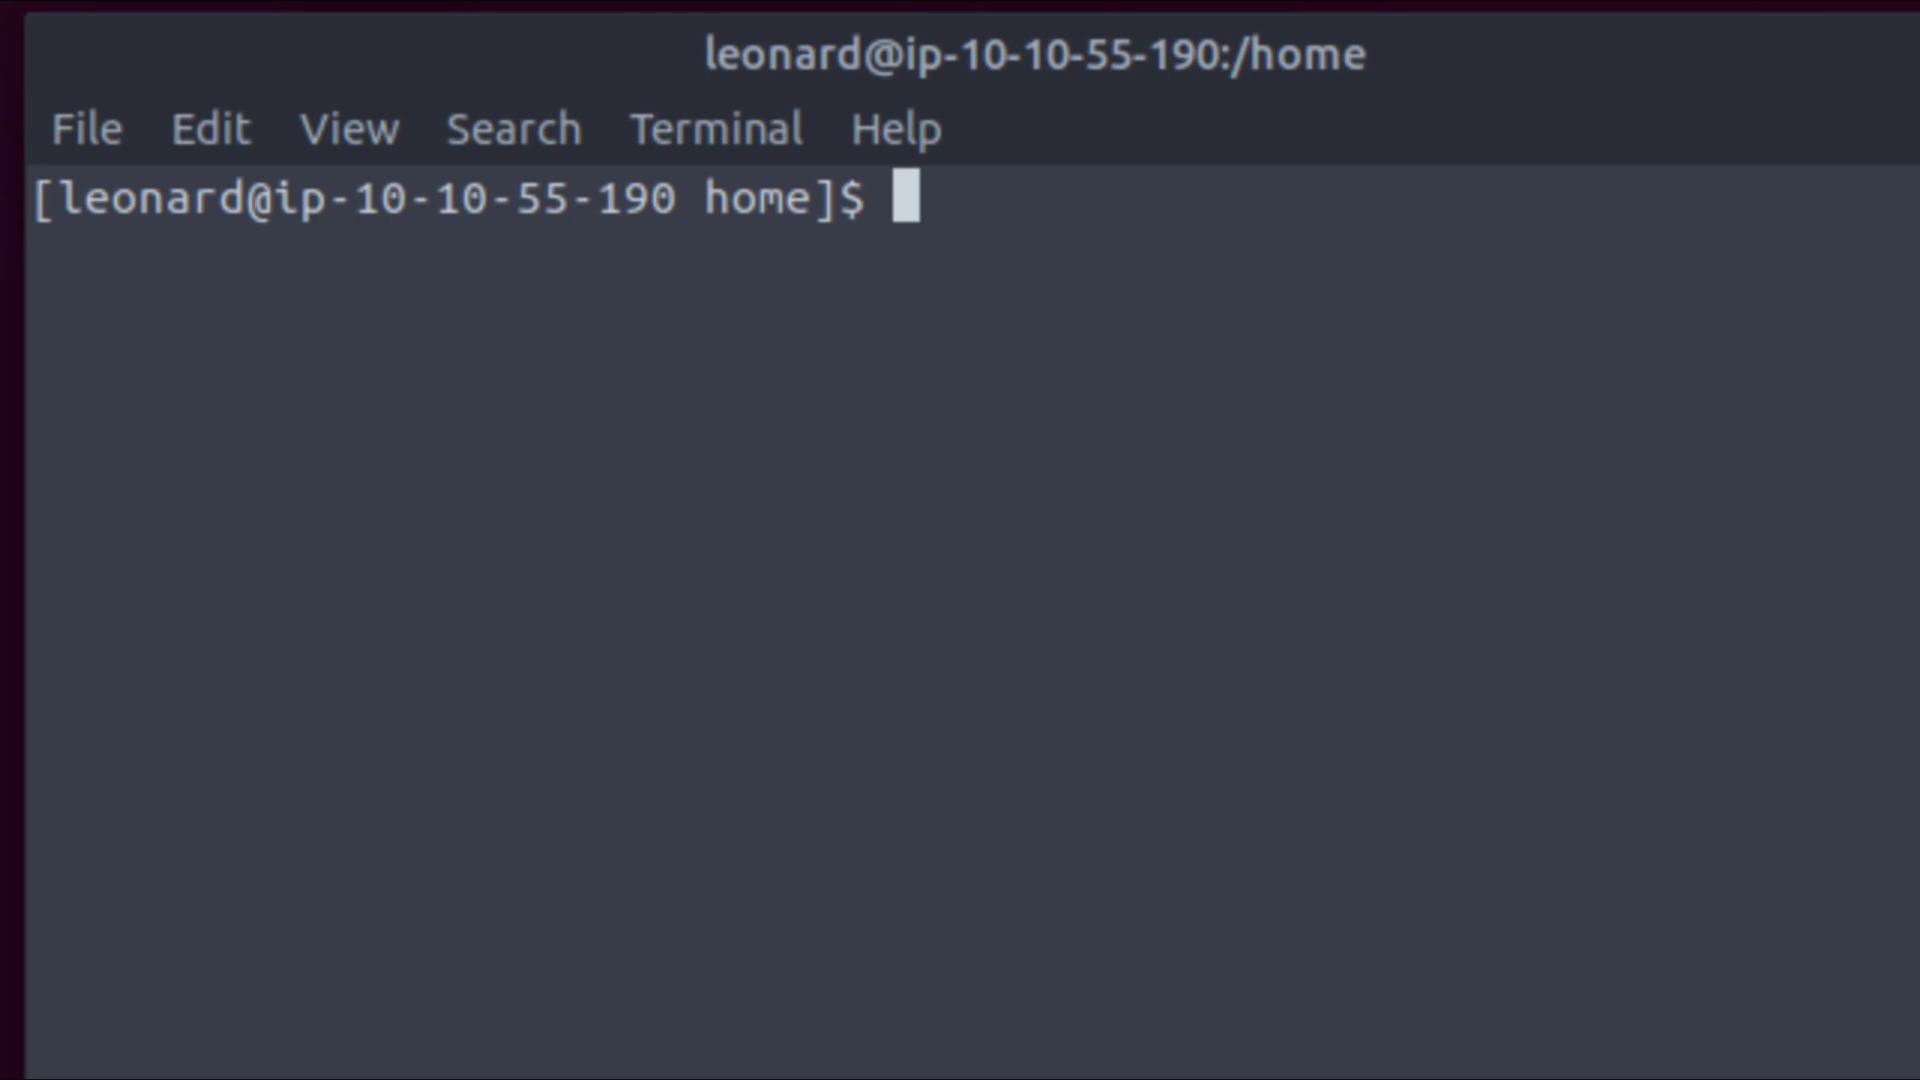 leonard@ip-10-10-55-190:/home
File Edit View Search Terminal Help
[leonard@ip-10-10-55-190 home]$